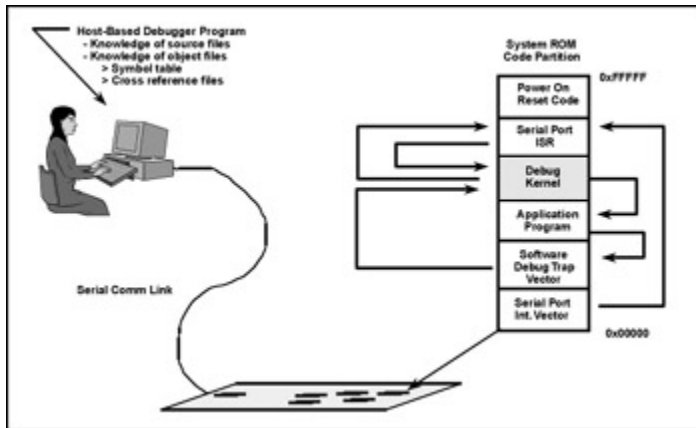 Host-Based Debugger Program
- Knowledge of source files
- Knowledge of object files
> Symbol table
> Cross reference files
System ROM
Code Partition
0xFFFFF
Power On
Reset Code
Serial Port
ISR
Debug
Kernel
Application
Program
Software
Debug Trap
Vector
Serial Port
Int. Vector
0x00000
Serial Comm Link